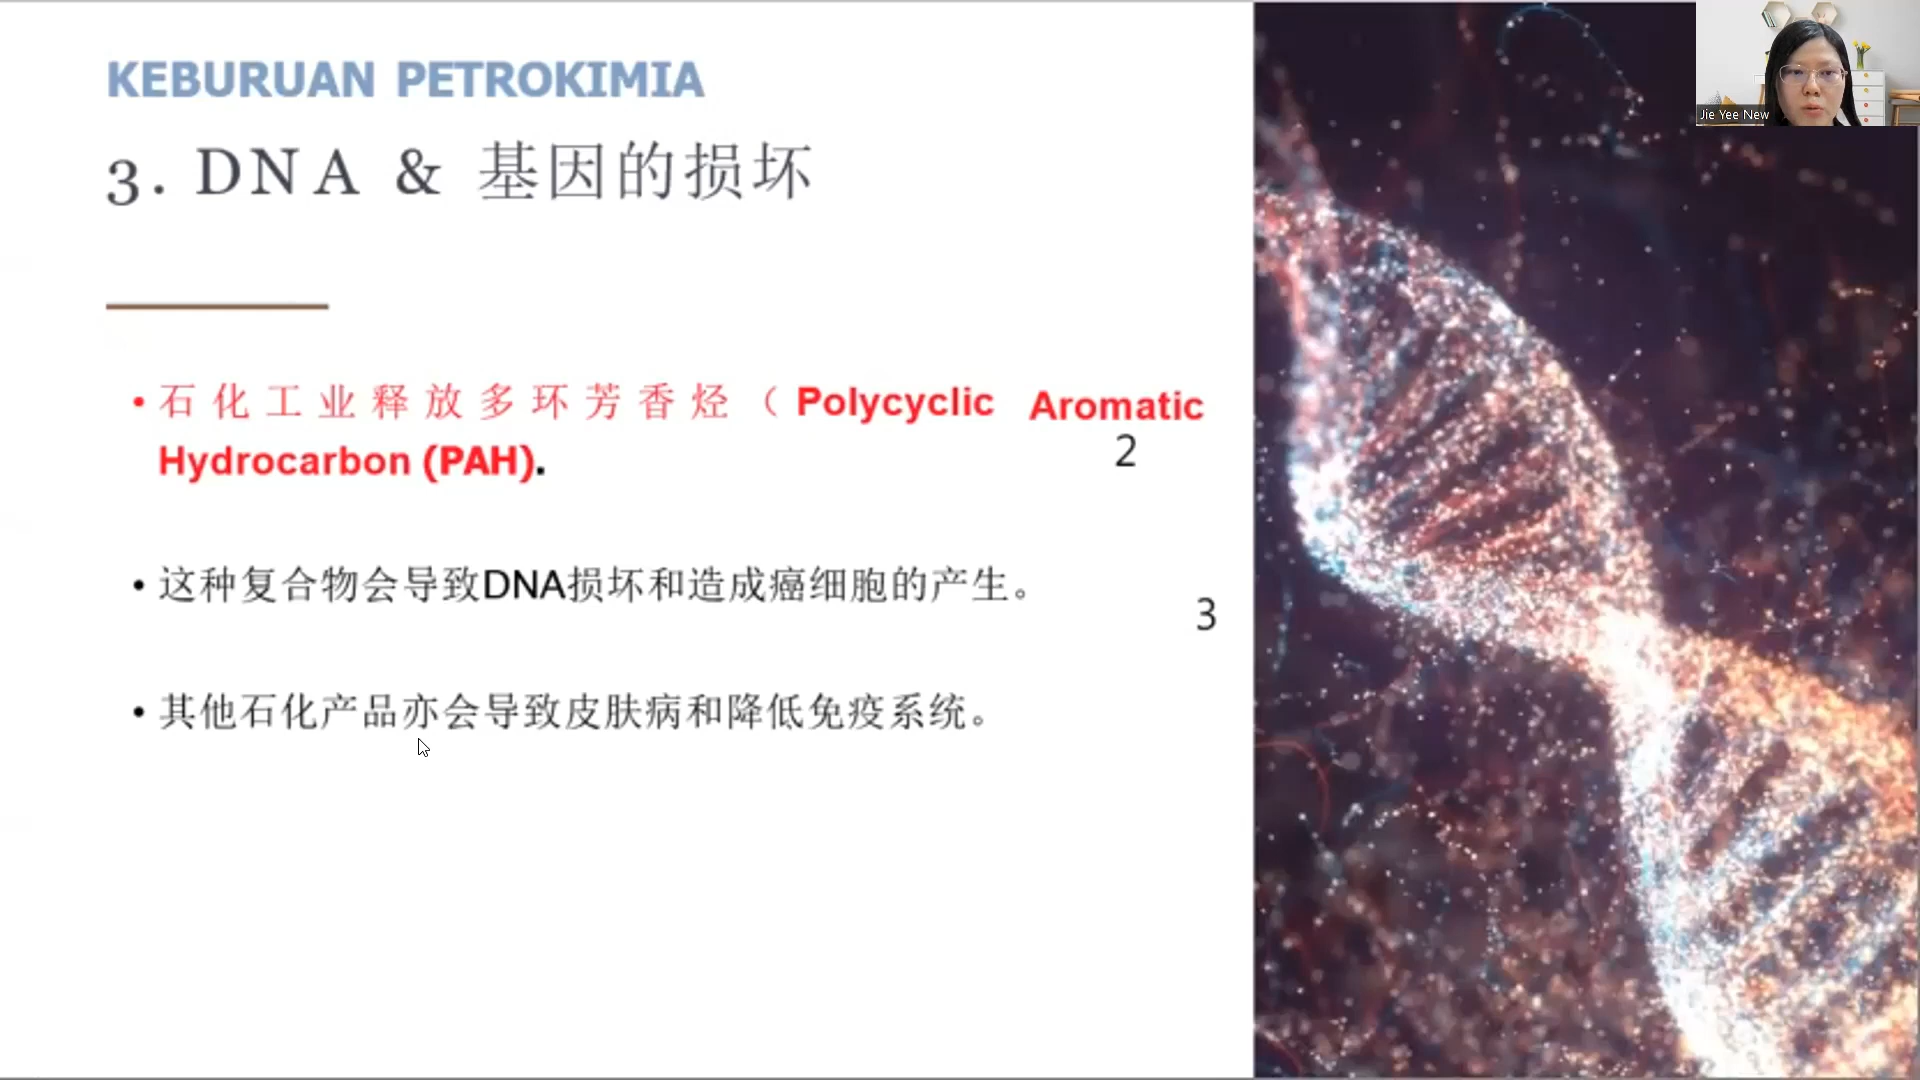 KEBURUAN PETROKIMIA
3. DNA & 基因的损坏
• 石化工业释放多环芳香烃（Polycyclic Aromatic
2
Hydrocarbon (PAH).
• 这种复合物会导致DNA损坏和造成癌细胞的产生。
3
• 其他石化产品亦会导致皮肤病和降低免疫系统。
Jie Yee New